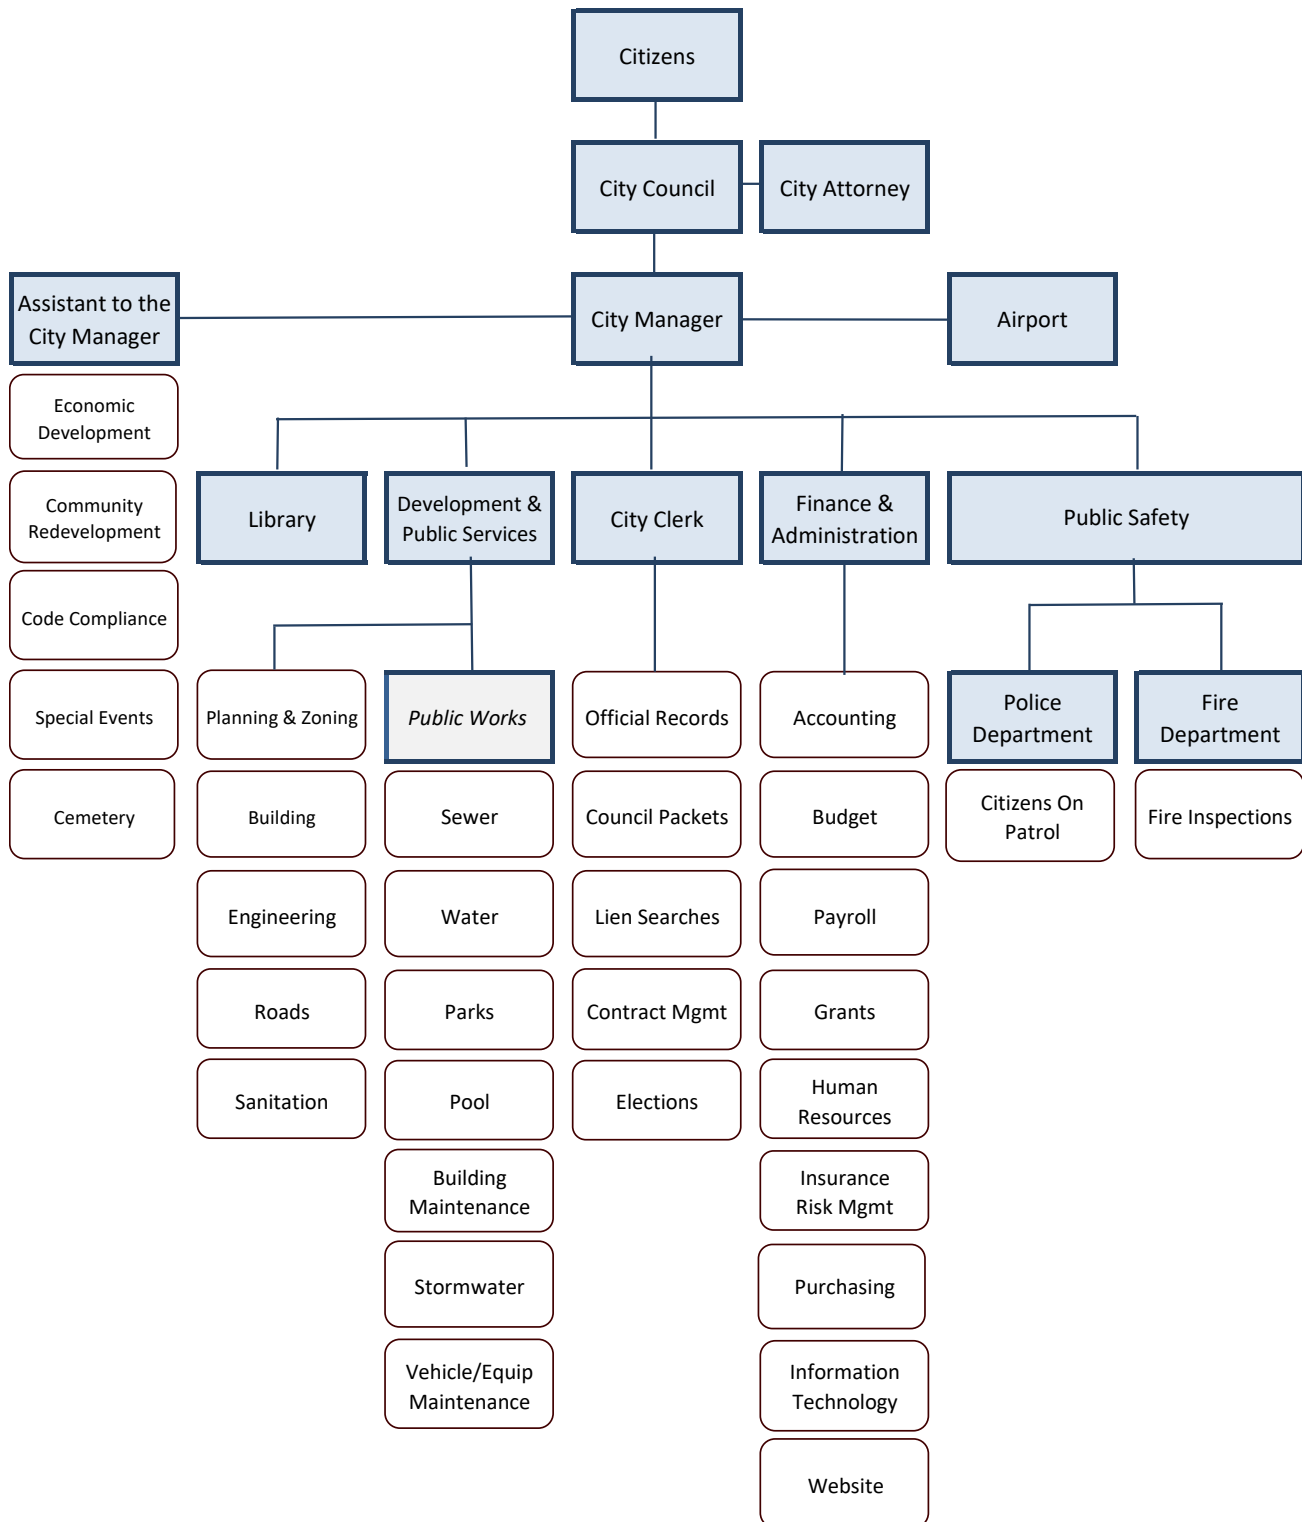 Citizens
City Council
City Attorney
Assistant to the
City Manager
City Manager
Airport
Economic
Development
Community
Redevelopment
Code Compliance
Special Events
Cemetery
Library
Development &
Public Services
City Clerk
Finance &
Administration
Public Safety
Planning & Zoning
Building
Engineering
Roads
Sanitation
Public Works
Sewer
Water
Parks
Pool
Building
Maintenance
Stormwater
Vehicle/Equip
Maintenance
Official Records
Council Packets
Lien Searches
Contract Mgmt
Elections
Accounting
Budget
Payroll
Grants
Human
Resources
Insurance
Risk Mgmt
Purchasing
Information
Technology
Website
Police
Department
Citizens On
Patrol
Fire
Department
Fire Inspections